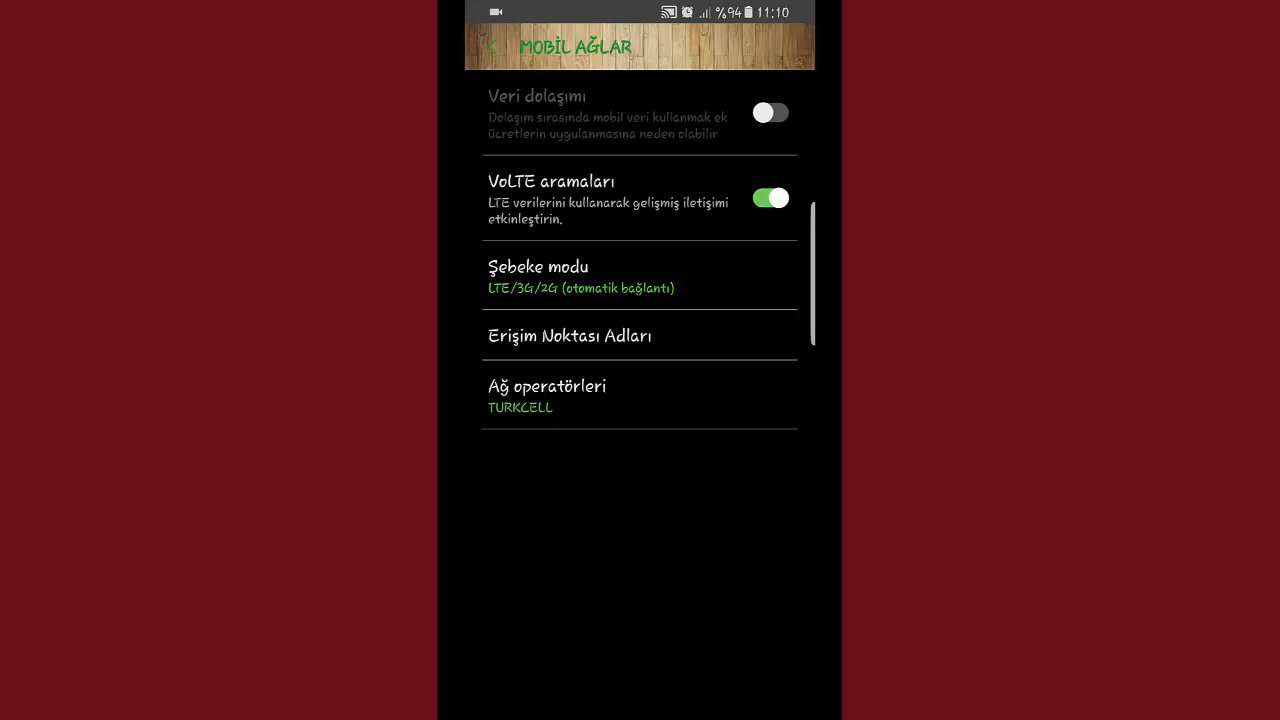 %94 11:10
MOBİL AĞLAR
Veri dolaşımı
Dolaşım sırasında mobil veri kullanmak ek
ücretlerin uygulanmasına neden olabilir
VoLTE aramaları
LTE verilerini kullanarak gelişmiş iletişimi
etkinleştirin.
Şebeke modu
LTE/3G/2G (otomatik bağlantı)
Erişim Noktası Adları
Ağ operatörleri
TURKCELL